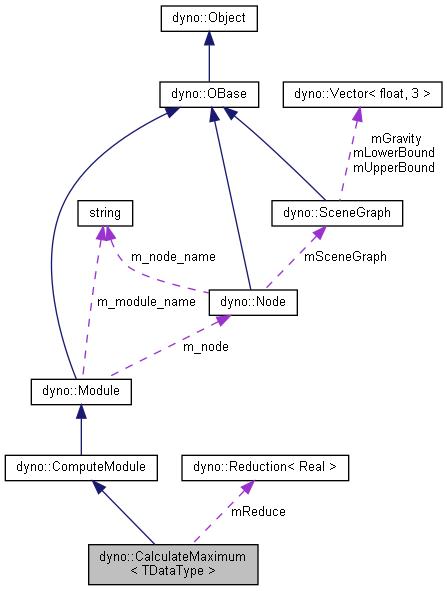 dyno::Object
dyno::OBase
dyno::Vector< float, 3 >
mGravity
mLowerBound
mUpperBound
string
dyno::SceneGraph
m_node_name
mSceneGraph
m_module_name
dyno::Node
m_node
dyno::Module
dyno::ComputeModule
dyno::Reduction< Real >
mReduce
dyno::CalculateMaximum
< TDataType >